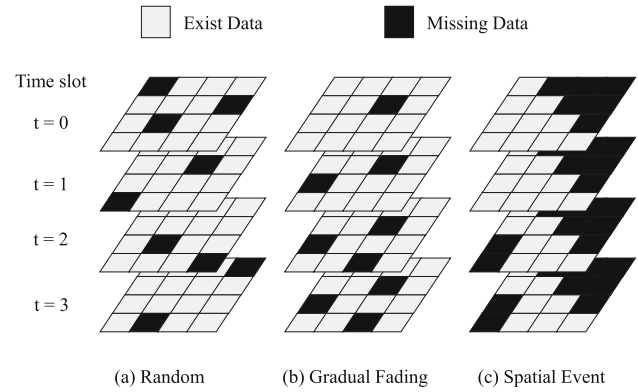 Exist Data Missing Data
Time slot
t = 0
t = 1
t = 2
t = 3
(a) Random (b) Gradual Fading (c) Spatial Event